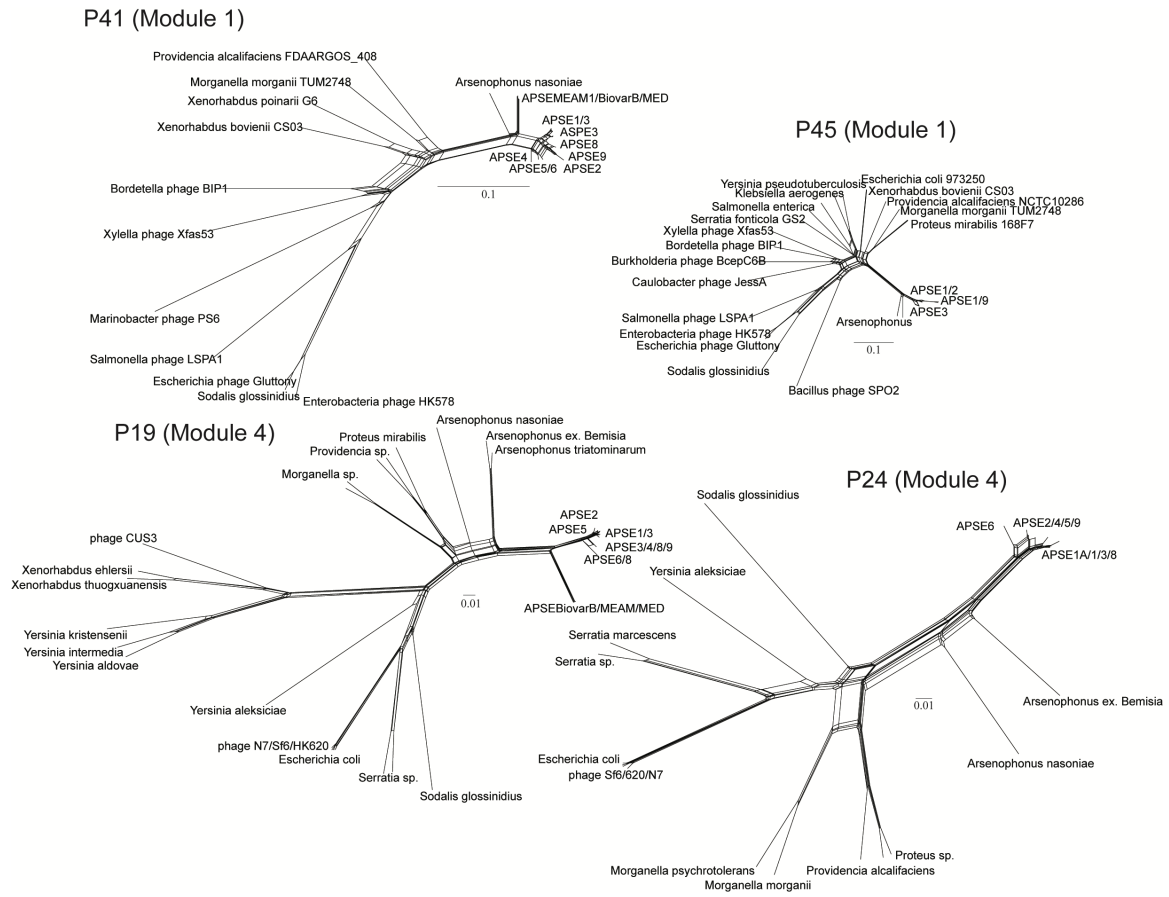 P41 (Module 1)
Providencia alcalifaciens FDAARGOS_408
Morganella morganii TUM2748
Xenorhabdus poinarii G6
Xenorhabdus bovienii CS03
Bordetella phage BIP1
Xylella phage Xfas53
Marinobacter phage PS6
Salmonella phage LSPA1
Escherichia phage Gluttony
Sodalis glossinidius
Enterobacteria phage HK578
Arsenophonus nasoniae
APSEMEAM1/BiovarB/MED
APSE1/3
ASPE3
APSE8
APSE9
APSE2
APSE4
APSE5/6
0.1
P45 (Module 1)
Escherichia coli 973250
Yersinia pseudotuberculosis
Xenorhabdus bovienii CS03
Klebsiella aerogenes
Providencia alcalifaciens NCTC10286
Salmonella enterica
Morganella morganii TUM2748
Serratia fonticola GS2
Proteus mirabilis 168F7
Xylella phage Xfas53
Bordetella phage BIP1
Burkholderia phage BcepC6B
Caulobacter phage JessA
Salmonella phage LSPA1
Enterobacteria phage HK578
Escherichia phage Gluttony
Sodalis glossinidius
Bacillus phage SPO2
APSE1/2
APSE1/9
APSE3
Arsenophonus
0.1
P19 (Module 4)
Arsenophonus nasoniae
Proteus mirabilis
Arsenophonus ex. Bemisia
Providencia sp.
Arsenophonus triatominarum
Morganella sp.
APSE2
APSE5
APSE1/3
APSE3/4/8/9
APSE6/8
APSEBiovarB/MEAM/MED
0.01
phage CUS3
Xenorhabdus ehlersii
Xenorhabdus thuogxuanensis
Yersinia kristensenii
Yersinia intermedia
Yersinia aldovae
Yersinia aleksiciae
phage N7/Sf6/HK620
Escherichia coli
Serratia sp.
Sodalis glossinidius
P24 (Module 4)
Sodalis glossinidius
APSE6
APSE2/4/5/9
APSE1A/1/3/8
Yersinia aleksiciae
Serratia marcescens
Serratia sp.
0.01
Arsenophonus ex. Bemisia
Arsenophonus nasoniae
Escherichia coli
phage Sf6/620/N7
Proteus sp.
Morganella psychrotolerans
Providencia alcalifaciens
Morganella morganii